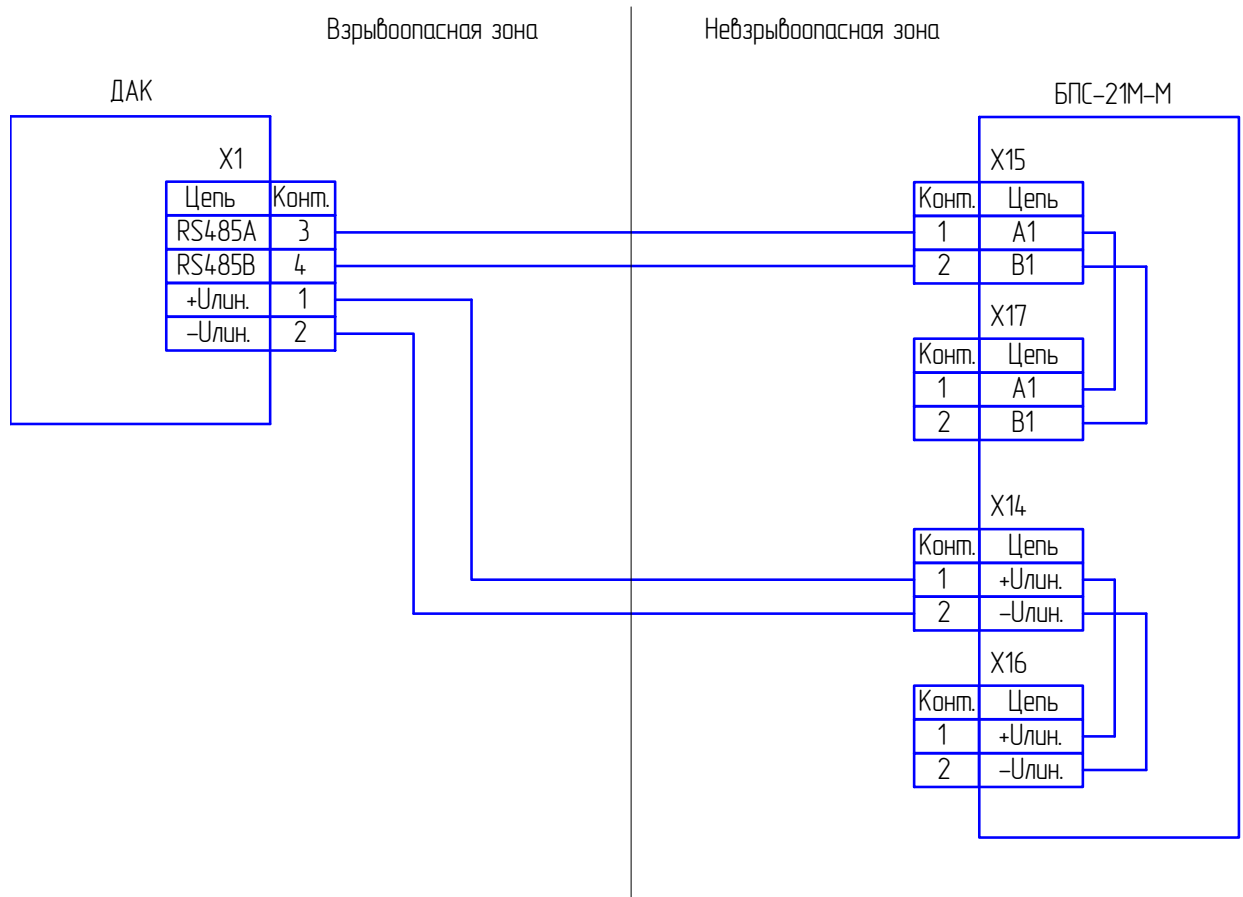 Взрывоопасная зона
Невзрывоопасная зона
ДАК
БПС-21М-М
X1
Цепь Конт.
RS485A 3
RS485B 4
+Uлин. 1
-Uлин. 2
X15
Конт. Цепь
1 A1
2 B1
X17
Конт. Цепь
1 A1
2 B1
X14
Конт. Цепь
1 +Uлин.
2 -Uлин.
X16
Конт. Цепь
1 +Uлин.
2 -Uлин.